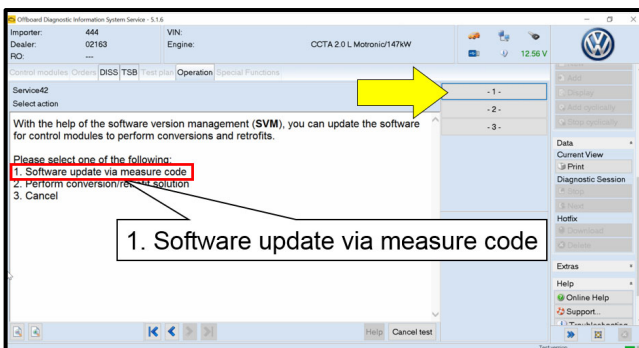 Offboard Diagnostic Information System Service - 5.1.6
Importer: 444 VIN:
Dealer: 02163 Engine: CCTA 2.0 L Motronic/147kW
RO: ---
12.56 V
Control modules Orders DISS TSB Test plan Operation Special Functions
Service42
Select action
With the help of the software version management (SVM), you can update the software
for control modules to perform conversions and retrofits.
Please select one of the following:
1. Software update via measure code
2. Perform conversion/retrofit solution
3. Cancel
1. Software update via measure code
- 1 -
- 2 -
- 3 -
Help Cancel test
Add
Display
Add cyclically
Stop cyclically
Data
Current View
Print
Diagnostic Session
Stop
Next
Hotfix
Download
Delete
Extras
Help
Online Help
Support...
Troubleshooting